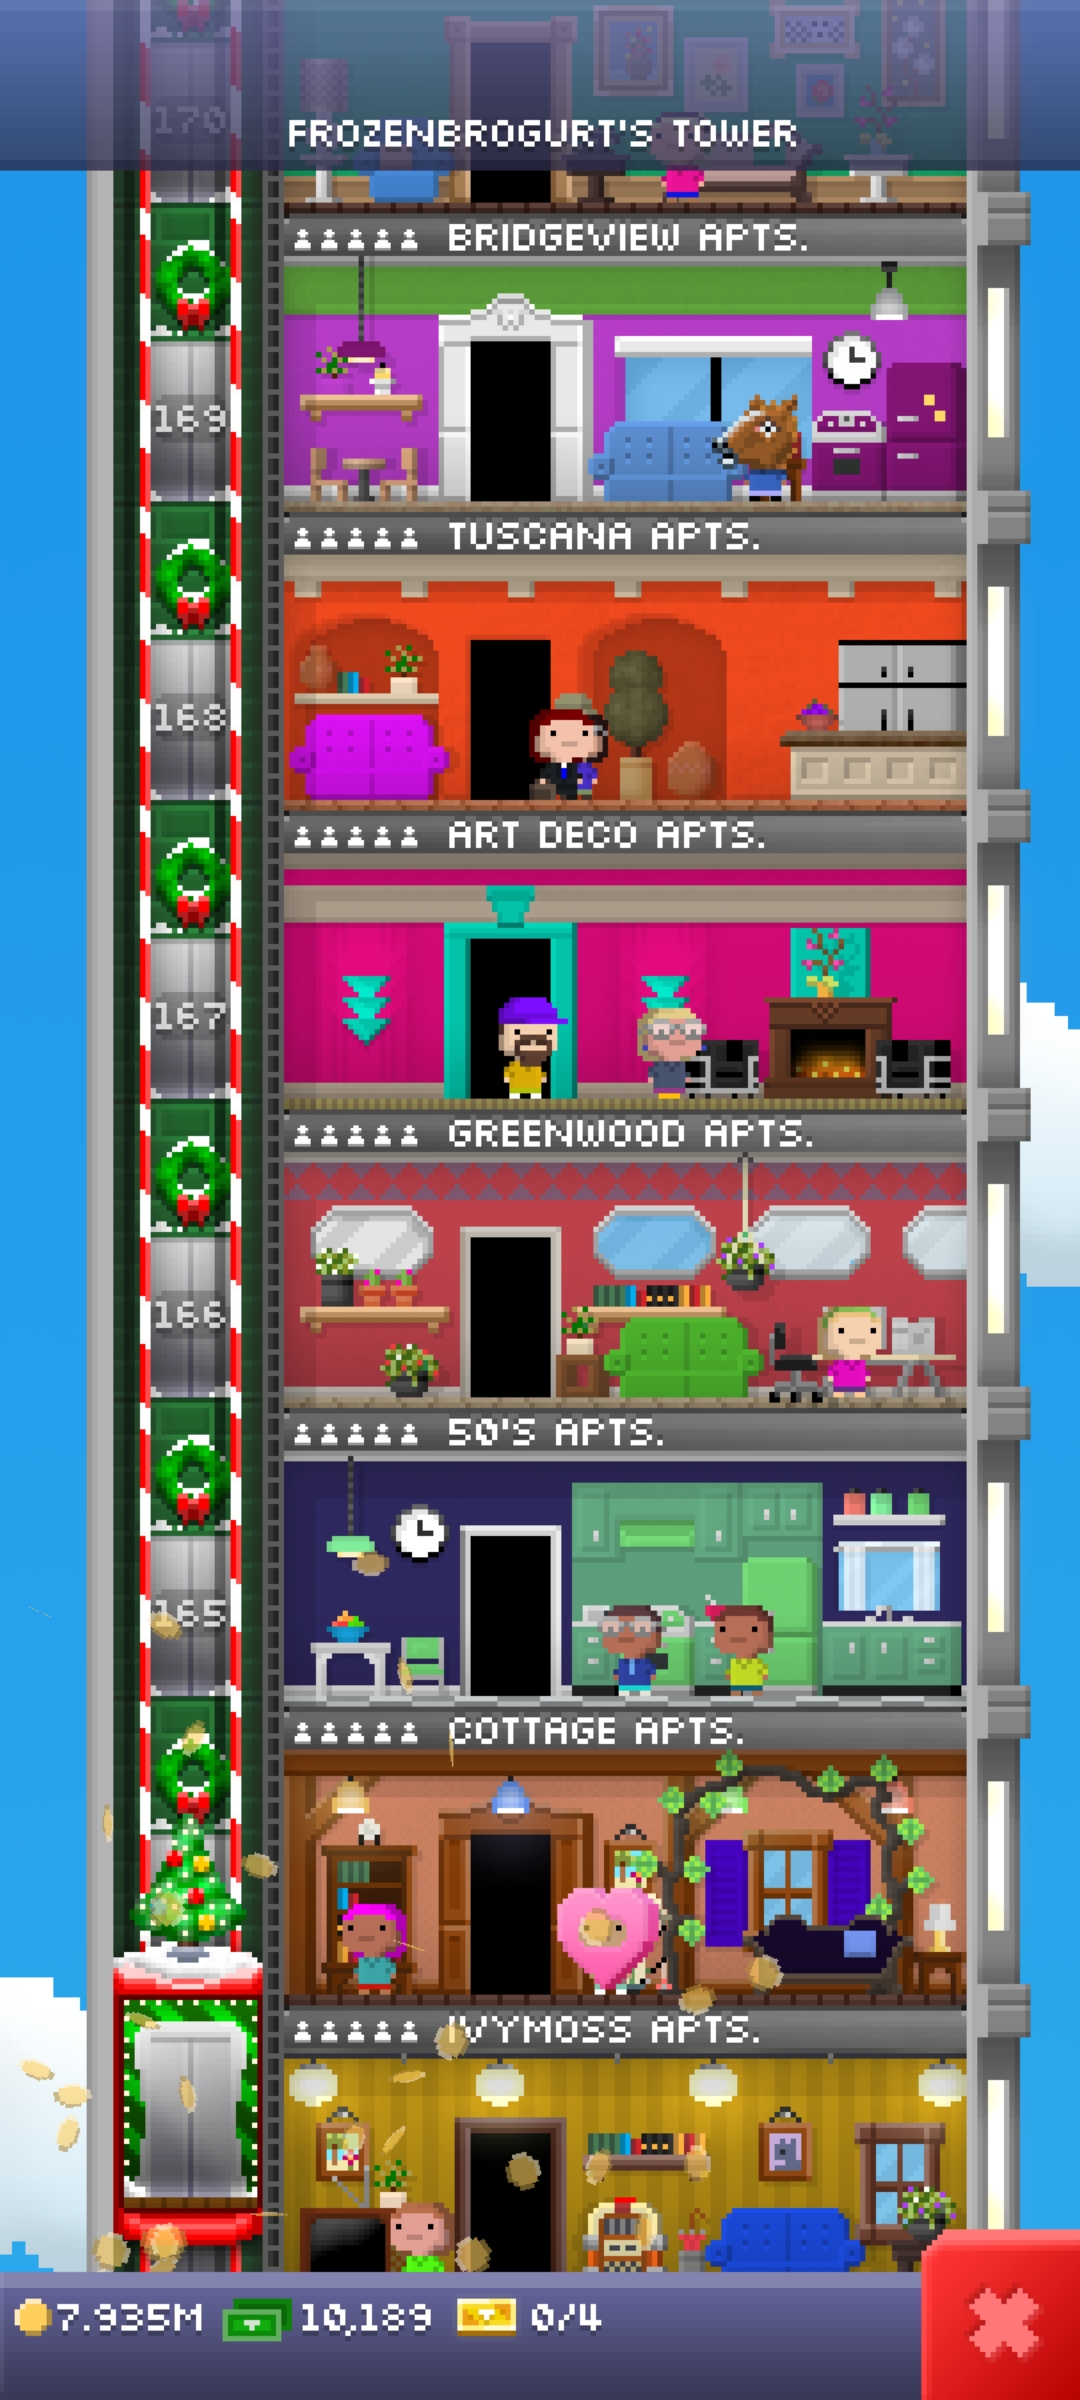 170
FROZENBROGURT'S TOWER
BRIDGEVIEW APTS.
169
TUSCANA APTS.
168
ART DECO APTS.
167
GREENWOOD APTS.
166
50'S APTS.
165
COTTAGE APTS.
IVYMOSS APTS.
7.935M 10,189 0/4